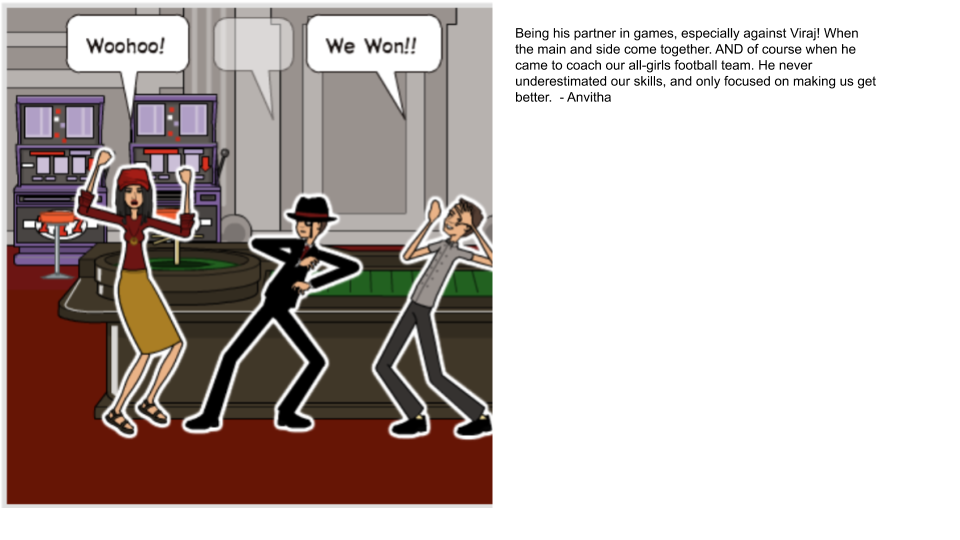 Woohoo!
We Won!!
Being his partner in games, especially against Viraj! When
the main and side come together. AND of course when he
came to coach our all-girls football team. He never
underestimated our skills, and only focused on making us get
better.  - Anvitha